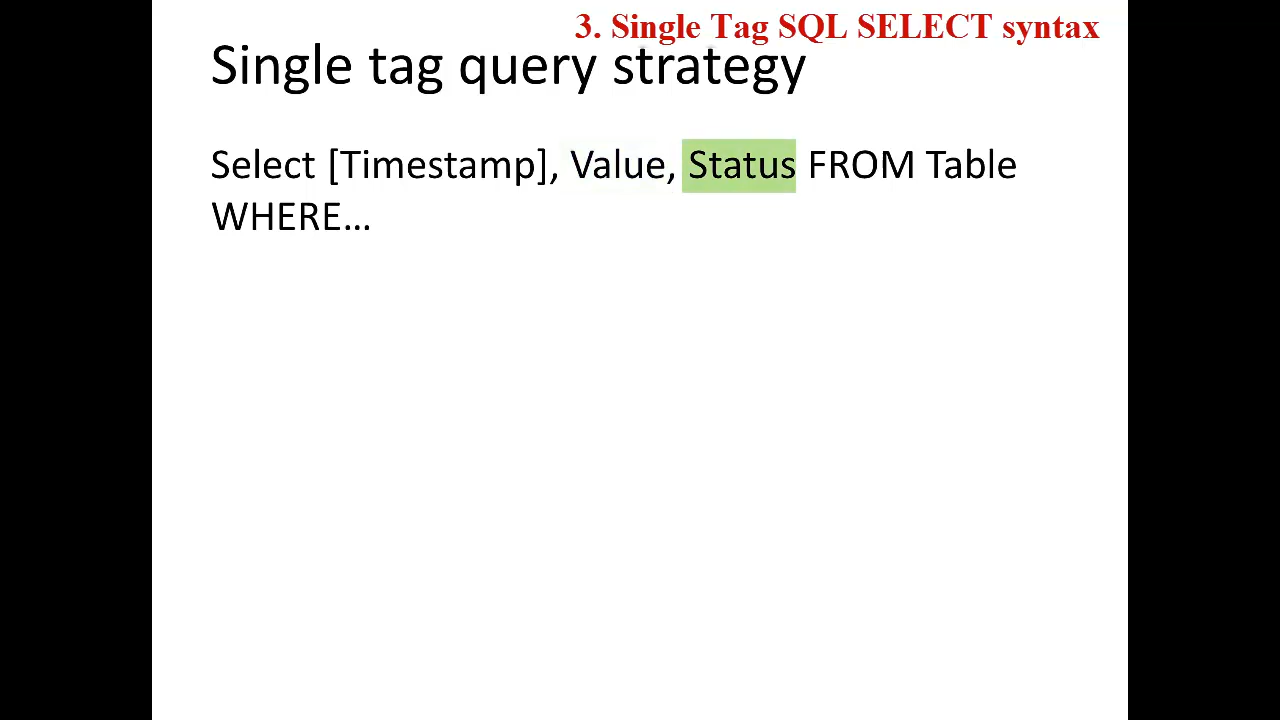 3. Single Tag SQL SELECT syntax
Single tag query strategy
Select [Timestamp], Value, Status FROM Table
WHERE…